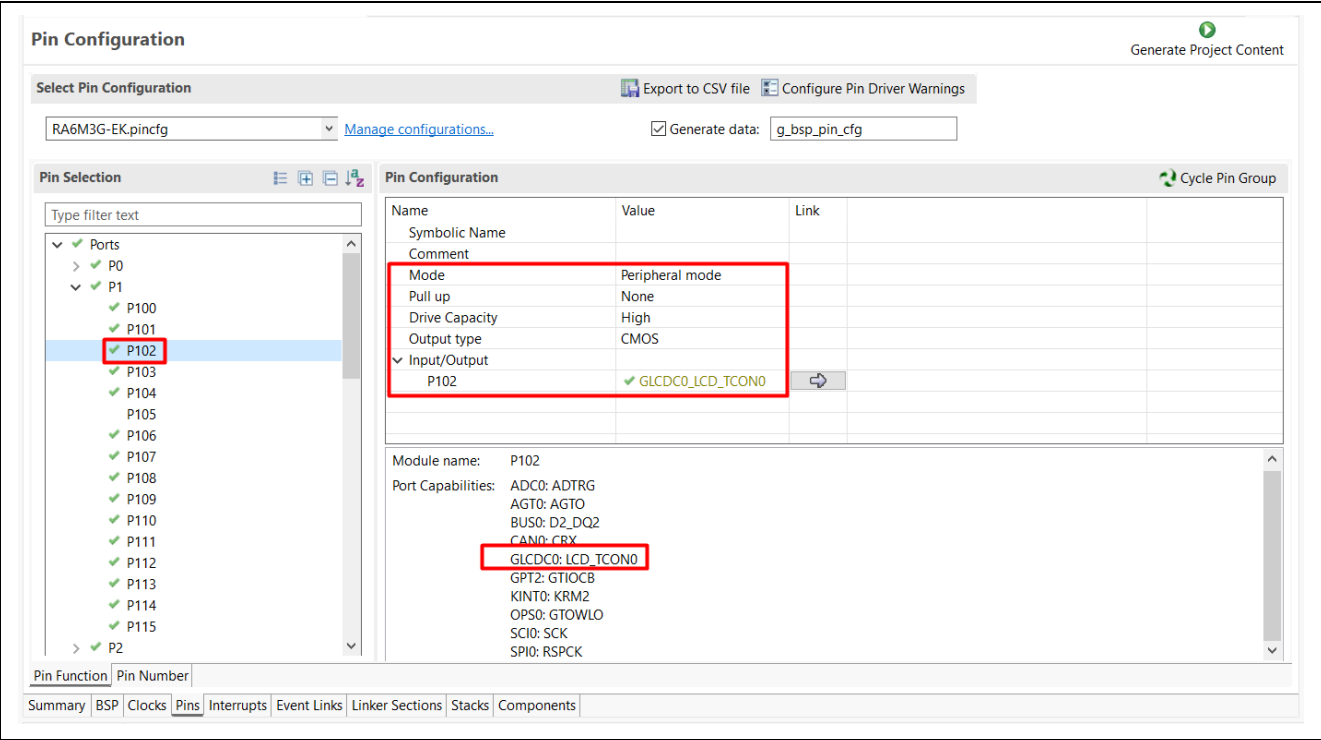 Pin Configuration
Generate Project Content
Select Pin Configuration
Export to CSV file Configure Pin Driver Warnings
RA6M3G-EK.pincfg Manage configurations... Generate data: g_bsp_pin_cfg
Pin Selection
Type filter text
Ports
P0
P1
P100
P101
P102
P103
P104
P105
P106
P107
P108
P109
P110
P111
P112
P113
P114
P115
P2
Pin Configuration Cycle Pin Group
Name Value Link
Symbolic Name
Comment
Mode Peripheral mode
Pull up None
Drive Capacity High
Output type CMOS
Input/Output
P102 GLCDC0_LCD_TCON0
Module name: P102
Port Capabilities: ADC0: ADTRG
AGT0: AGTO
BUS0: D2_DQ2
CAN0: CRX
GLCDC0: LCD_TCON0
GPT2: GTIOCB
KINT0: KRM2
OPS0: GTOWLO
SCI0: SCK
SPI0: RSPCK
Pin Function Pin Number
Summary BSP Clocks Pins Interrupts Event Links Linker Sections Stacks Components